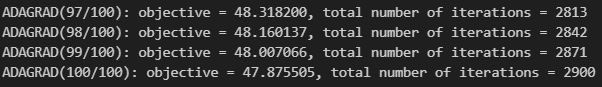 ADAGRAD(97/100): objective = 48.318200, total number of iterations = 2813
ADAGRAD(98/100): objective = 48.160137, total number of iterations = 2842
ADAGRAD(99/100): objective = 48.007066, total number of iterations = 2871
ADAGRAD(100/100): objective = 47.875505, total number of iterations = 2900